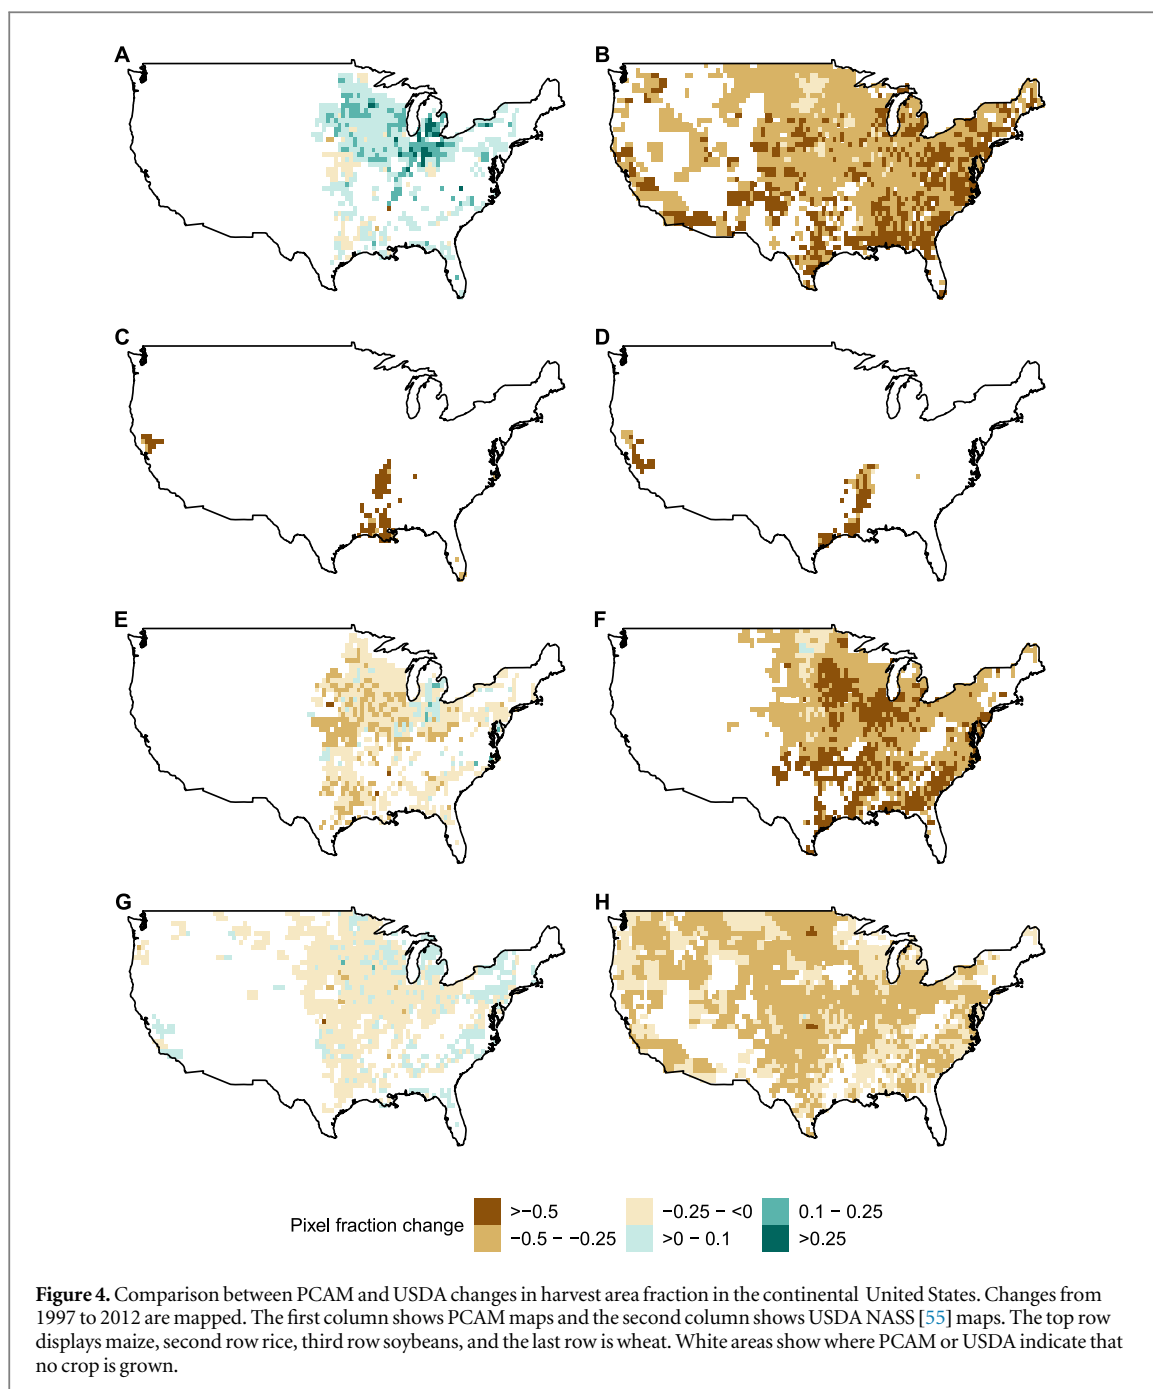 A
B
C
D
E
F
G
H
Pixel fraction change
>−0.5
−0.5 − −0.25
−0.25 − <0
>0 − 0.1
0.1 − 0.25
>0.25
Figure 4. Comparison between PCAM and USDA changes in harvest area fraction in the continental United States. Changes from
1997 to 2012 are mapped. The first column shows PCAM maps and the second column shows USDA NASS [55] maps. The top row
displays maize, second row rice, third row soybeans, and the last row is wheat. White areas show where PCAM or USDA indicate that
no crop is grown.